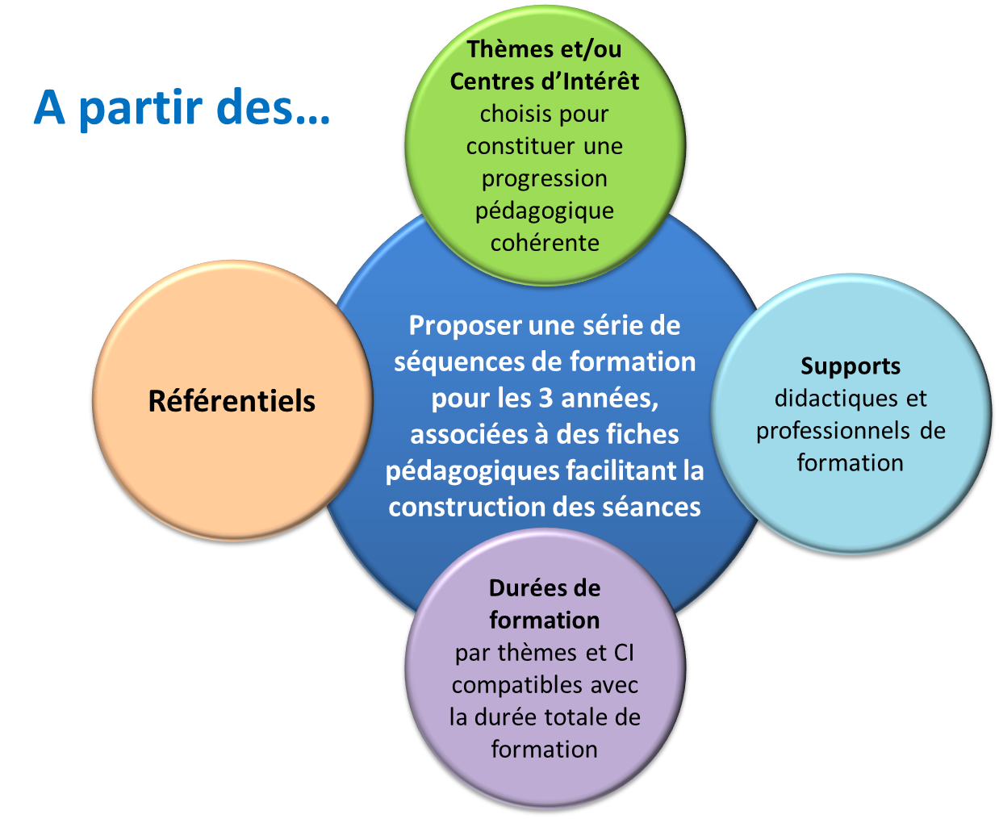 A partir des…
Thèmes et/ou
Centres d’Intérêt
choisis pour
constituer une
progression
pédagogique
cohérente
Référentiels
Proposer une série de
séquences de formation
pour les 3 années,
associées à des fiches
pédagogiques facilitant la
construction des séances
Supports
didactiques et
professionnels de
formation
Durées de
formation
par thèmes et CI
compatibles avec
la durée totale de
formation